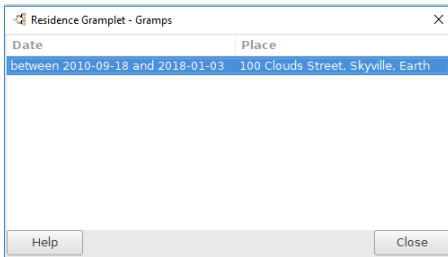 Residence Gramplet - Gramps
Date Place
between 2010-09-18 and 2018-01-03 100 Clouds Street, Skyville, Earth
Help Close